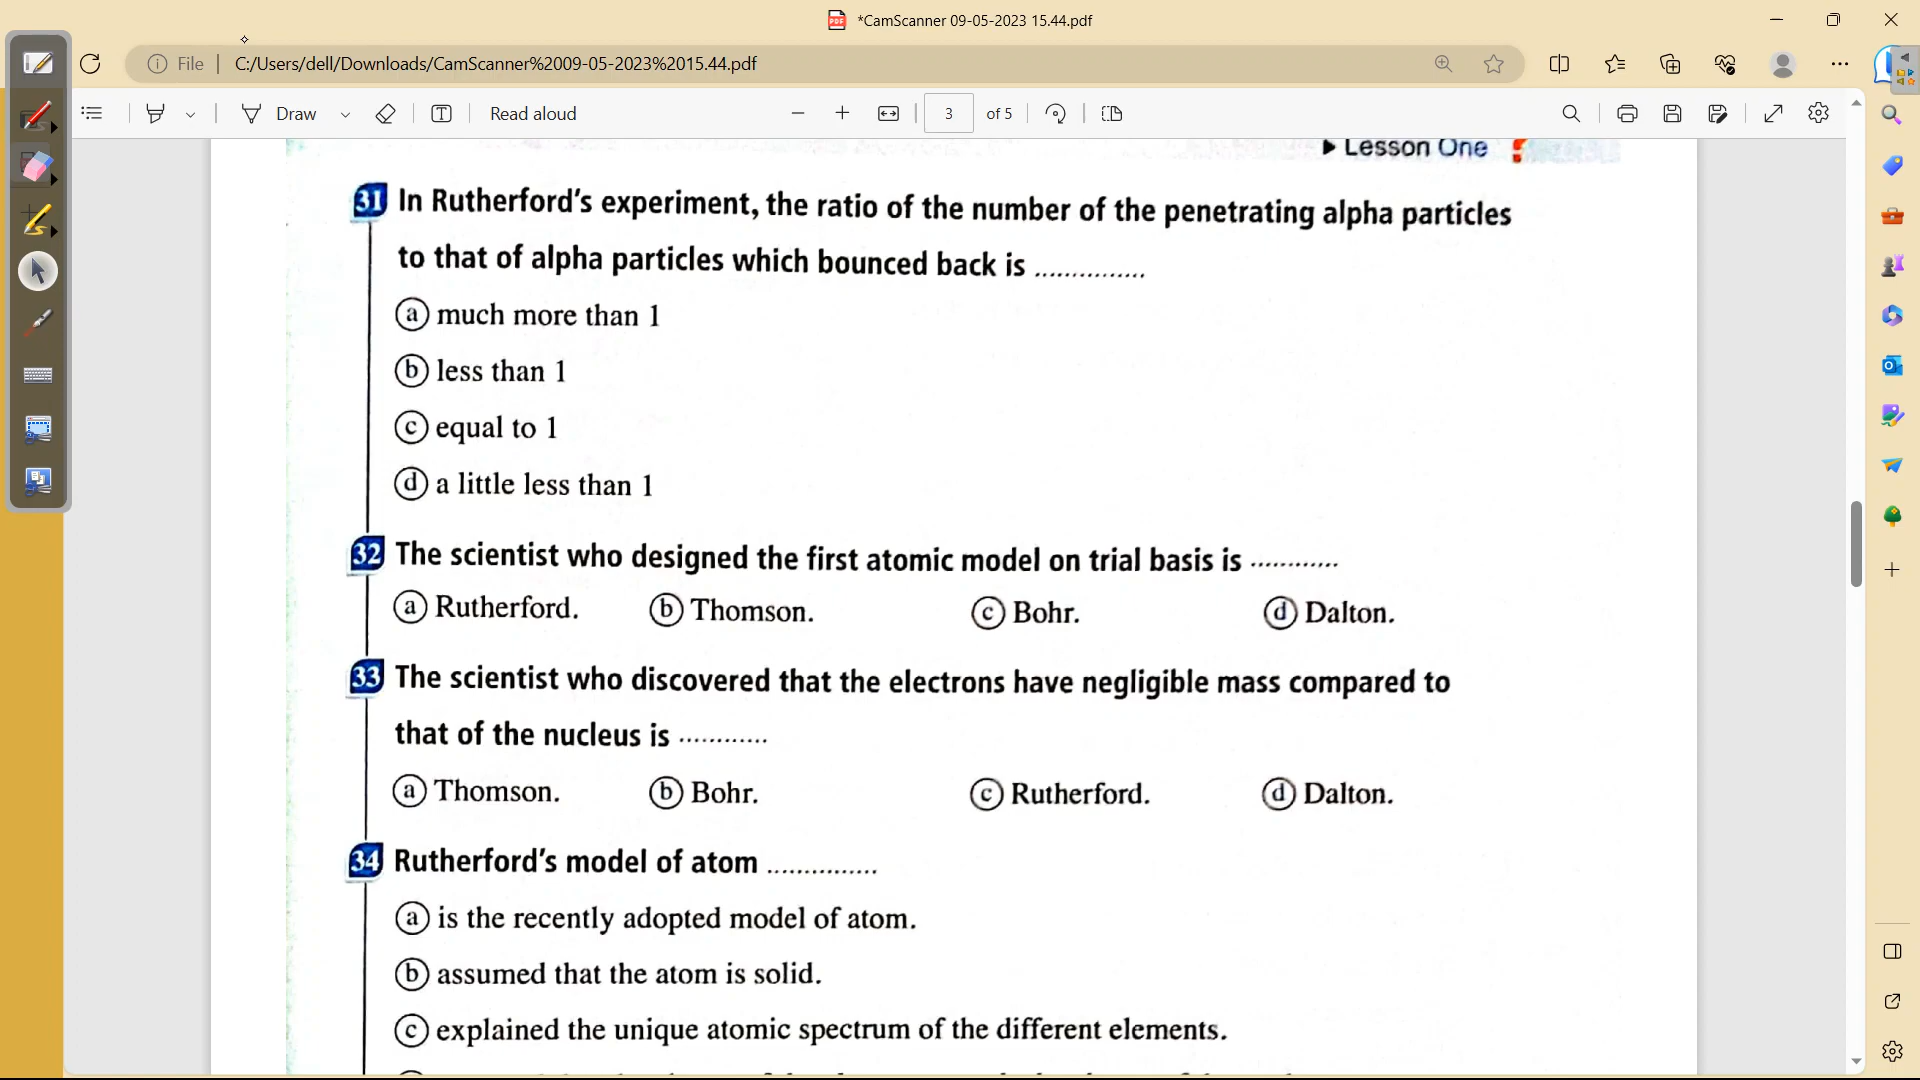 *CamScanner 09-05-2023 15.44.pdf
File | C:/Users/dell/Downloads/CamScanner%2009-05-2023%2015.44.pdf
Draw
Read aloud
3 of 5
Lesson One
31 In Rutherford's experiment, the ratio of the number of the penetrating alpha particles
to that of alpha particles which bounced back is ...............
a much more than 1
b less than 1
c equal to 1
d a little less than 1
32 The scientist who designed the first atomic model on trial basis is ............
a Rutherford. b Thomson. c Bohr. d Dalton.
33 The scientist who discovered that the electrons have negligible mass compared to
that of the nucleus is ............
a Thomson. b Bohr. c Rutherford. d Dalton.
34 Rutherford's model of atom ...............
a is the recently adopted model of atom.
b assumed that the atom is solid.
c explained the unique atomic spectrum of the different elements.